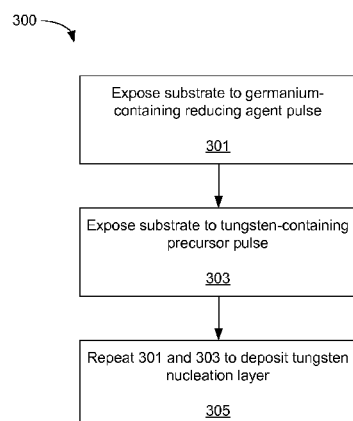 300
Expose substrate to germanium-
containing reducing agent pulse
301
Expose substrate to tungsten-containing
precursor pulse
303
Repeat 301 and 303 to deposit tungsten
nucleation layer
305